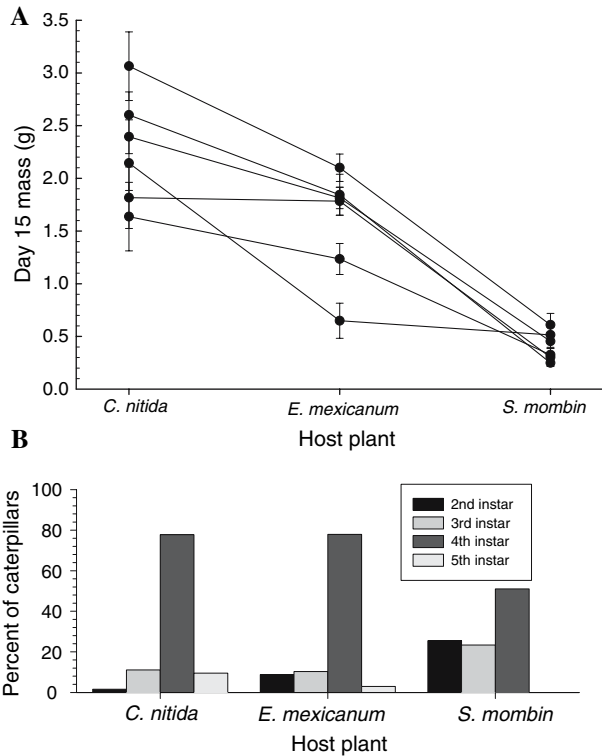 A
Day 15 mass (g)
3.5
3.0
2.5
2.0
1.5
1.0
0.5
0.0
C. nitida E. mexicanum S. mombin
Host plant
B
Percent of caterpillars
100
80
60
40
20
0
2nd instar
3rd instar
4th instar
5th instar
C. nitida E. mexicanum S. mombin
Host plant